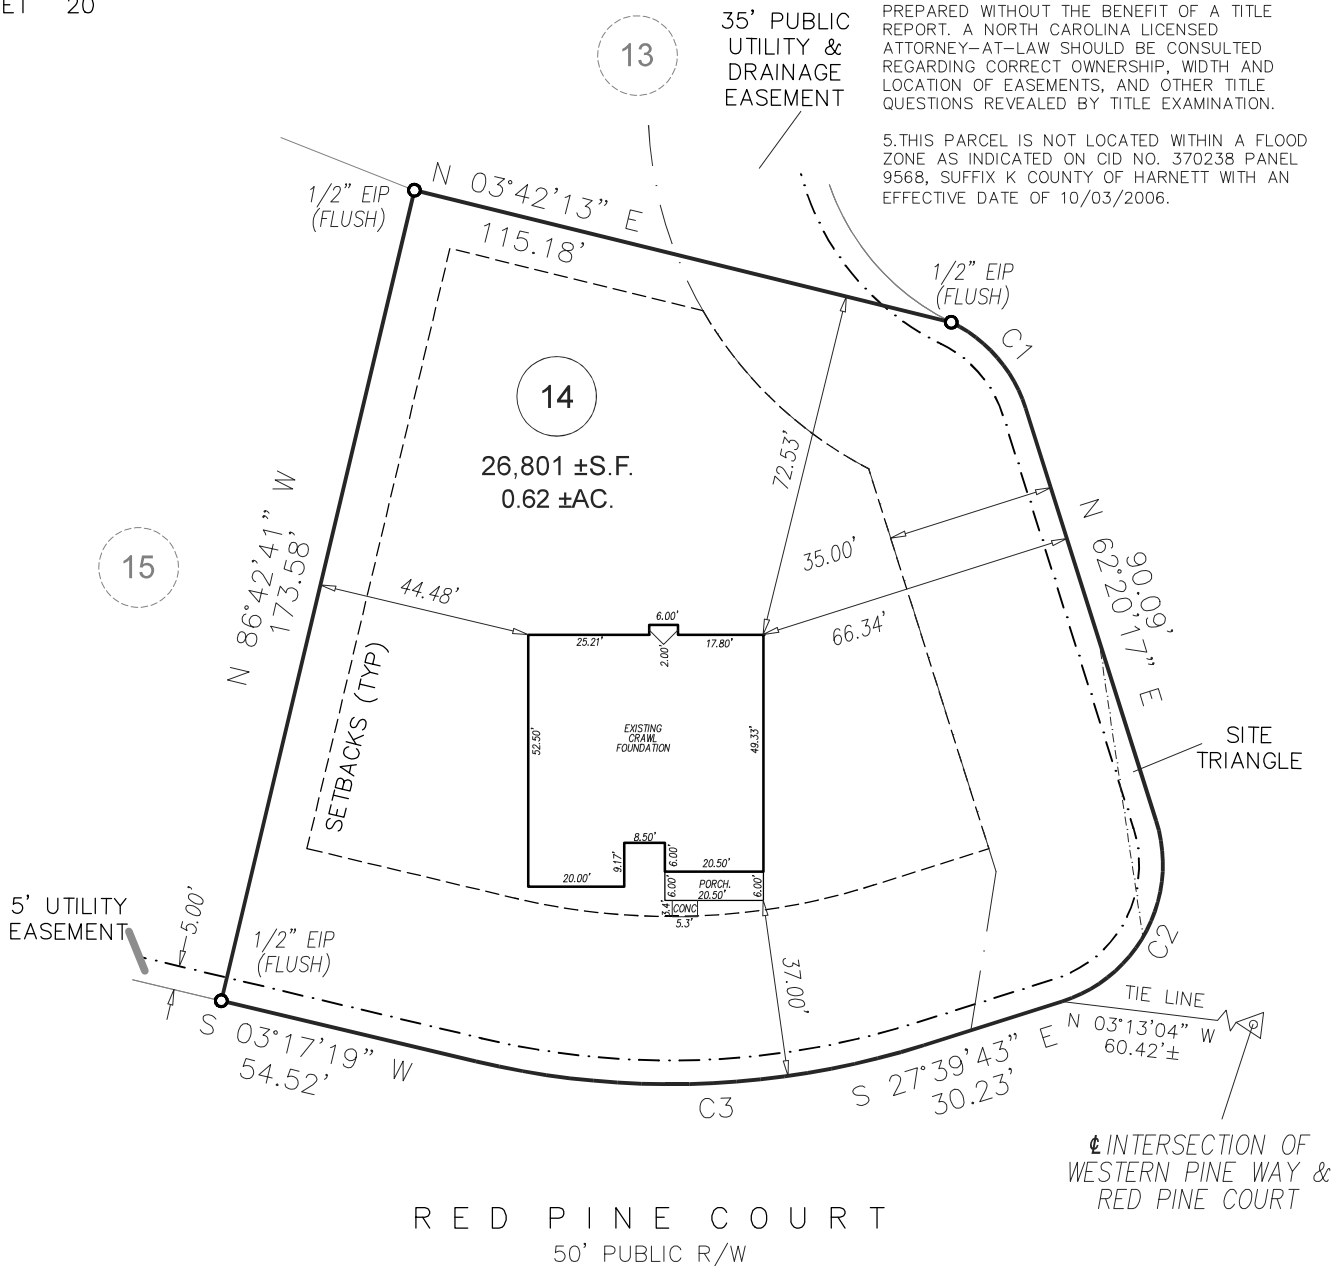 20
13
35' PUBLIC
UTILITY &
DRAINAGE
EASEMENT
PREPARED WITHOUT THE BENEFIT OF A TITLE
REPORT. A NORTH CAROLINA LICENSED
ATTORNEY-AT-LAW SHOULD BE CONSULTED
REGARDING CORRECT OWNERSHIP, WIDTH AND
LOCATION OF EASEMENTS, AND OTHER TITLE
QUESTIONS REVEALED BY TITLE EXAMINATION.
5.THIS PARCEL IS NOT LOCATED WITHIN A FLOOD
ZONE AS INDICATED ON CID NO. 370238 PANEL
9568, SUFFIX K COUNTY OF HARNETT WITH AN
EFFECTIVE DATE OF 10/03/2006.
1/2" EIP
(FLUSH)
N 03°42'13" E
115.18'
1/2" EIP
(FLUSH)
C1
14
26,801 ±S.F.
0.62 ±AC.
72.53'
35.00'
66.34'
N 62°20'17" E
90.09'
15
N 86°42'41" W
173.58'
44.48'
SETBACKS (TYP)
6.00'
25.21'
2.00'
17.80'
EXISTING
CRAWL
FOUNDATION
52.50'
49.33'
8.50'
9.17'
6.00'
20.50'
20.00'
6.00'
PORCH.
20.50'
6.00'
CONC
5.3'
SITE
TRIANGLE
5' UTILITY
EASEMENT
5.00'
1/2" EIP
(FLUSH)
37.00'
C2
TIE LINE
N 03°13'04" W
60.42'±
S 03°17'19" W
54.52'
C3
S 27°39'43" E
30.23'
℄ INTERSECTION OF
WESTERN PINE WAY &
RED PINE COURT
RED PINE COURT
50' PUBLIC R/W